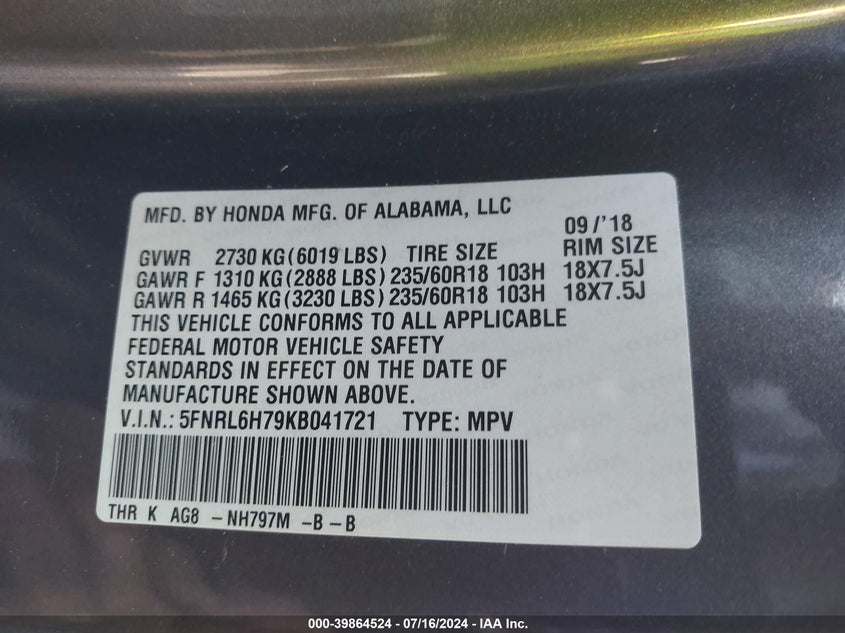 MFD. BY HONDA MFG. OF ALABAMA, LLC
09/'18
GVWR 2730 KG(6019 LBS) TIRE SIZE RIM SIZE
GAWR F 1310 KG(2888 LBS)235/60R18 103H 18X7.5J
GAWR R 1465 KG(3230 LBS)235/60R18 103H 18X7.5J
THIS VEHICLE CONFORMS TO ALL APPLICABLE
FEDERAL MOTOR VEHICLE SAFETY
STANDARDS IN EFFECT ON THE DATE OF
MANUFACTURE SHOWN ABOVE.
V.I.N.: 5FNRL6H79KB041721 TYPE: MPV
THR K AG8 -NH797M -B-B
000-39864524 - 07/16/2024 - IAA Inc.